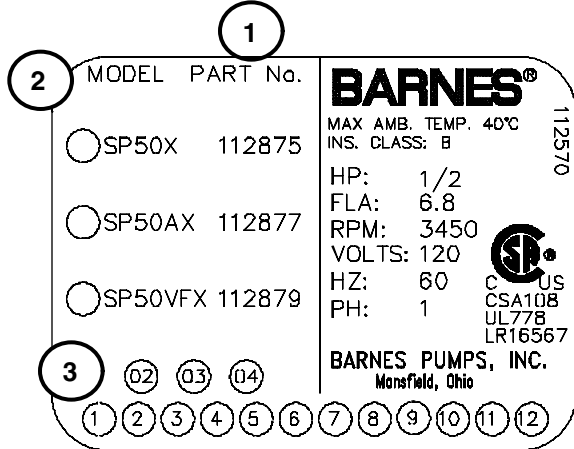 1
2
MODEL PART No.
SP50X 112875
SP50AX 112877
SP50VFX 112879
3
02 03 04
BARNES®
MAX AMB. TEMP. 40°C
INS. CLASS: B
HP: 1/2
FLA: 6.8
RPM: 3450
VOLTS: 120
HZ: 60
PH: 1
112570
SA®
C US
CSA108
UL778
LR16567
BARNES PUMPS, INC.
Mansfield, Ohio
1 2 3 4 5 6 7 8 9 10 11 12